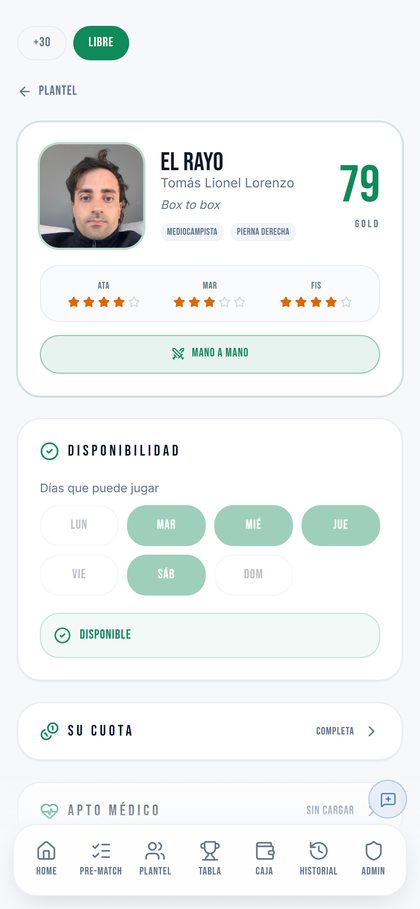 +30
LIBRE
PLANTEL
EL RAYO
Tomás Lionel Lorenzo
Box to box
MEDIOCAMPISTA
PIERNA DERECHA
79
GOLD
ATA
MAR
FIS
MANO A MANO
DISPONIBILIDAD
Días que puede jugar
LUN
MAR
MIÉ
JUE
VIE
SÁB
DOM
DISPONIBLE
SU CUOTA
COMPLETA
APTO MÉDICO
SIN CARGAR
HOME
PRE-MATCH
PLANTEL
TABLA
CAJA
HISTORIAL
ADMIN